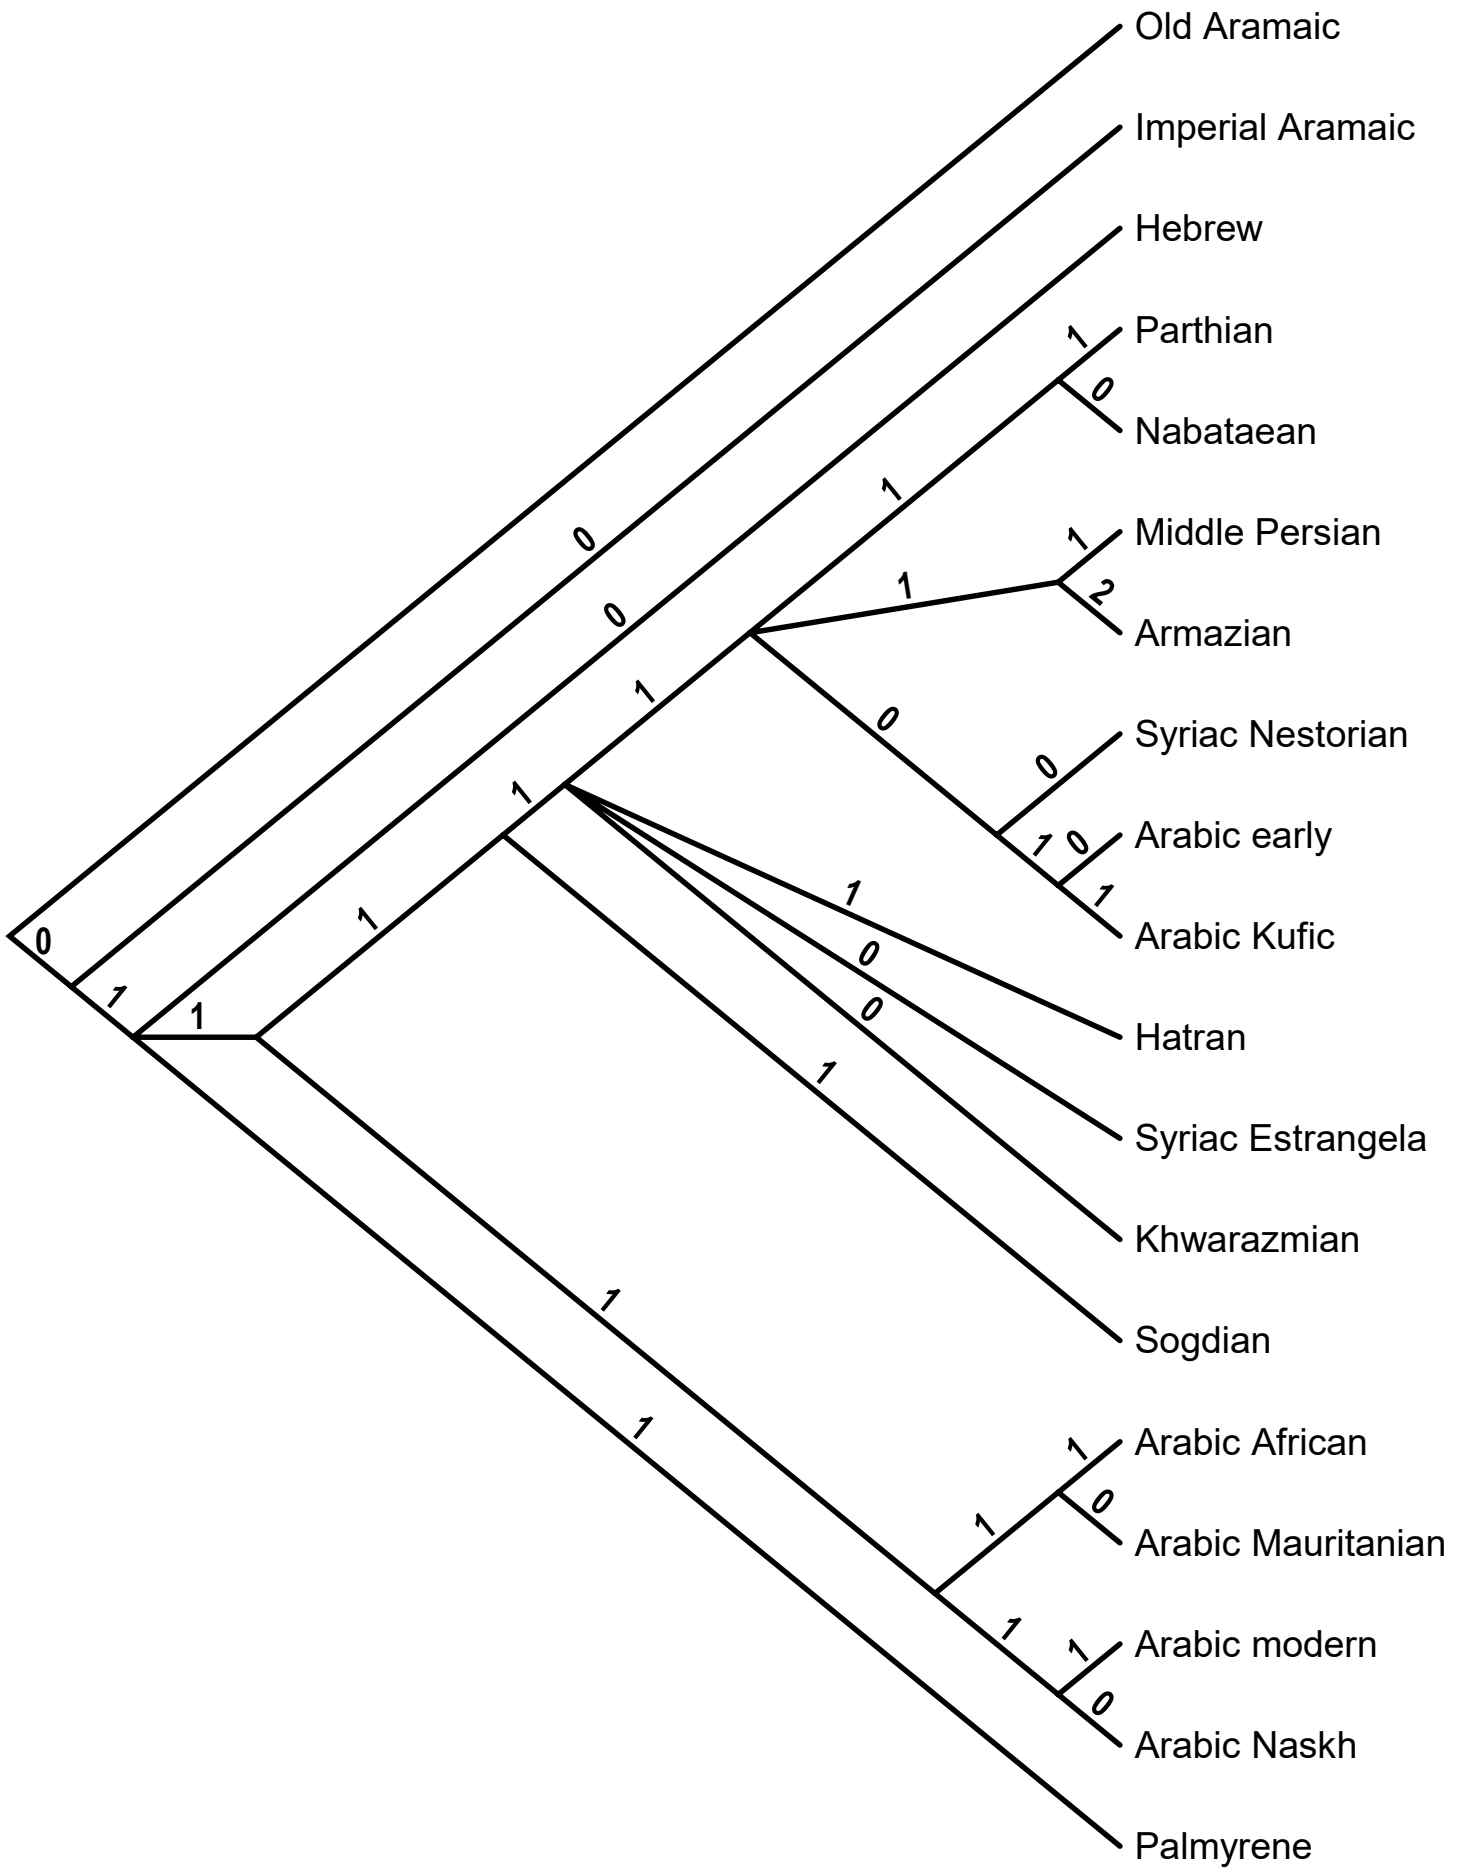 Old Aramaic
Imperial Aramaic
Hebrew
1
Parthian
0
Nabataean
1
0
1
Middle Persian
1
2
Armazian
0
1
0
Syriac Nestorian
0
1
1
0
Arabic early
1
1
Arabic Kufic
1
0
0
0
1
1
Hatran
1
Syriac Estrangela
Khwarazmian
1
Sogdian
1
1
Arabic African
1
0
Arabic Mauritanian
1
1
Arabic modern
0
Arabic Naskh
Palmyrene